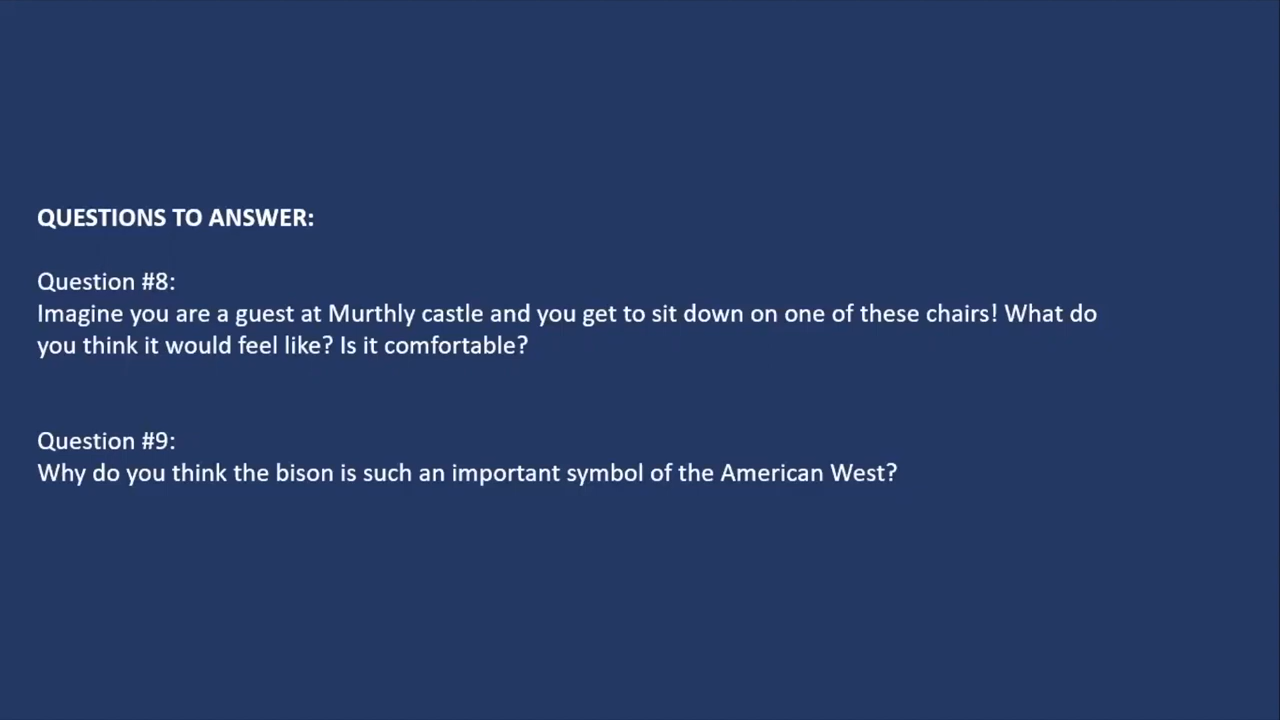 QUESTIONS TO ANSWER:
Question #8:
Imagine you are a guest at Murthly castle and you get to sit down on one of these chairs! What do
you think it would feel like? Is it comfortable?
Question #9:
Why do you think the bison is such an important symbol of the American West?